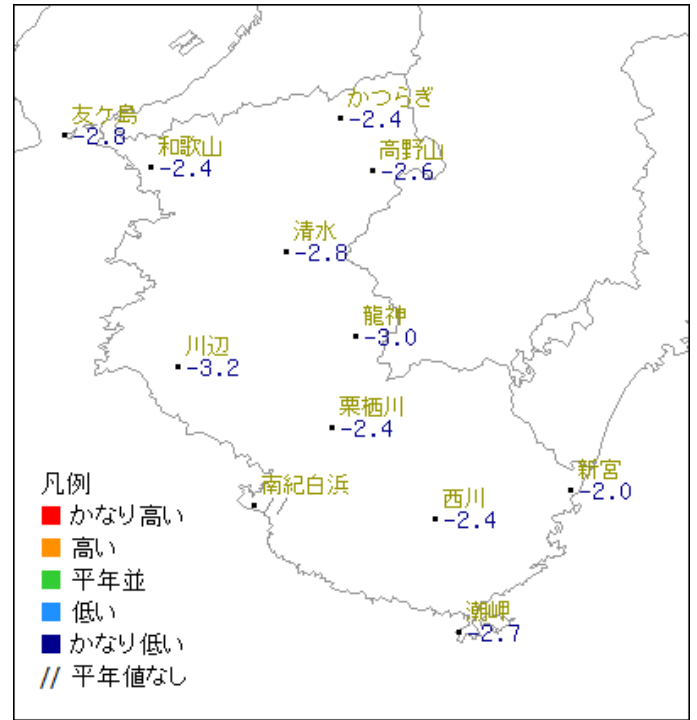 かつらぎ
-2.4
友ケ島
-2.8
和歌山
-2.4
高野山
-2.6
清水
-2.8
龍神
-3.0
川辺
-3.2
栗栖川
-2.4
南紀白浜
//
西川
-2.4
新宮
-2.0
潮岬
-2.7
凡例
かなり高い
高い
平年並
低い
かなり低い
// 平年値なし